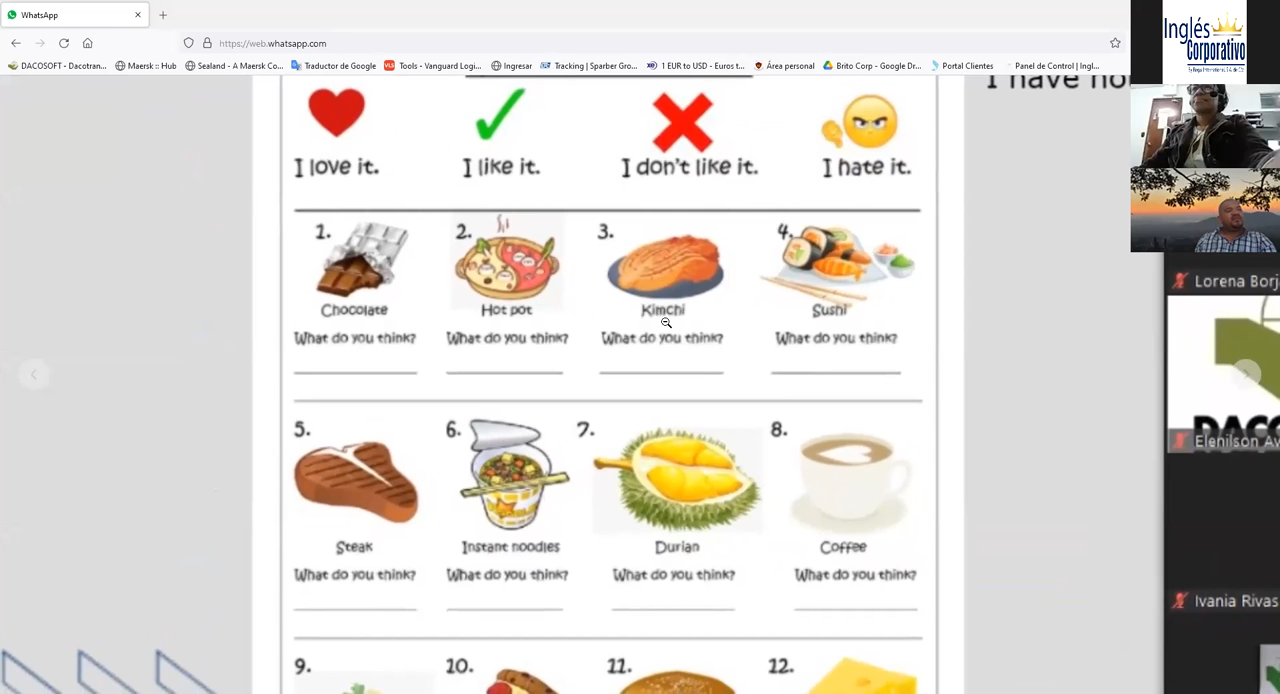 WhatsApp
https://web.whatsapp.com
DACOSOFT - Dacotran... Maersk :: Hub Sealand - A Maersk Co... Traductor de Google Tools - Vanguard Logi... Ingresar Tracking | Sparber Gro... 1 EUR to USD - Euros t... Área personal Brito Corp - Google Dr... Portal Clientes Panel de Control | Ingl...
Inglés
Corporativo
I have no
I love it. I like it. I don't like it. I hate it.
1. 2. 3. 4.
Chocolate Hot pot Kimchi Sushi
What do you think? What do you think? What do you think? What do you think?
Lorena Borj
DACO
Elenilson Av
5. 6. 7. 8.
Steak Instant noodles Durian Coffee
What do you think? What do you think? What do you think? What do you think?
Ivania Rivas
9. 10. 11. 12.